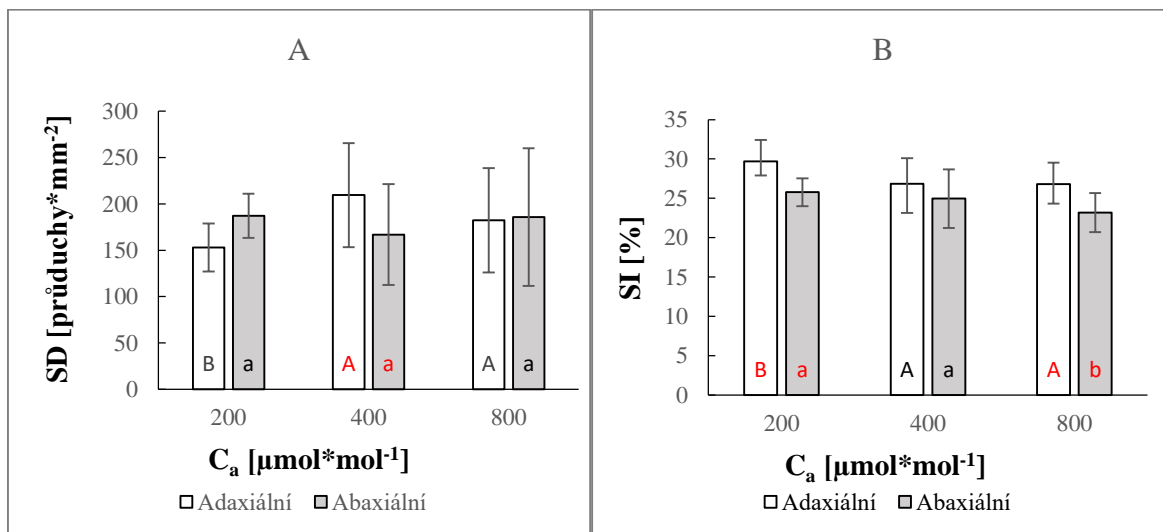 A
SD [průduchy*mm-2]
300
250
200
150
100
50
0
B a A a A a
200 400 800
Ca [µmol*mol-1]
Adaxiální Abaxiální
B
SI [%]
35
30
25
20
15
10
5
0
B a A a A b
200 400 800
Ca [µmol*mol-1]
Adaxiální Abaxiální